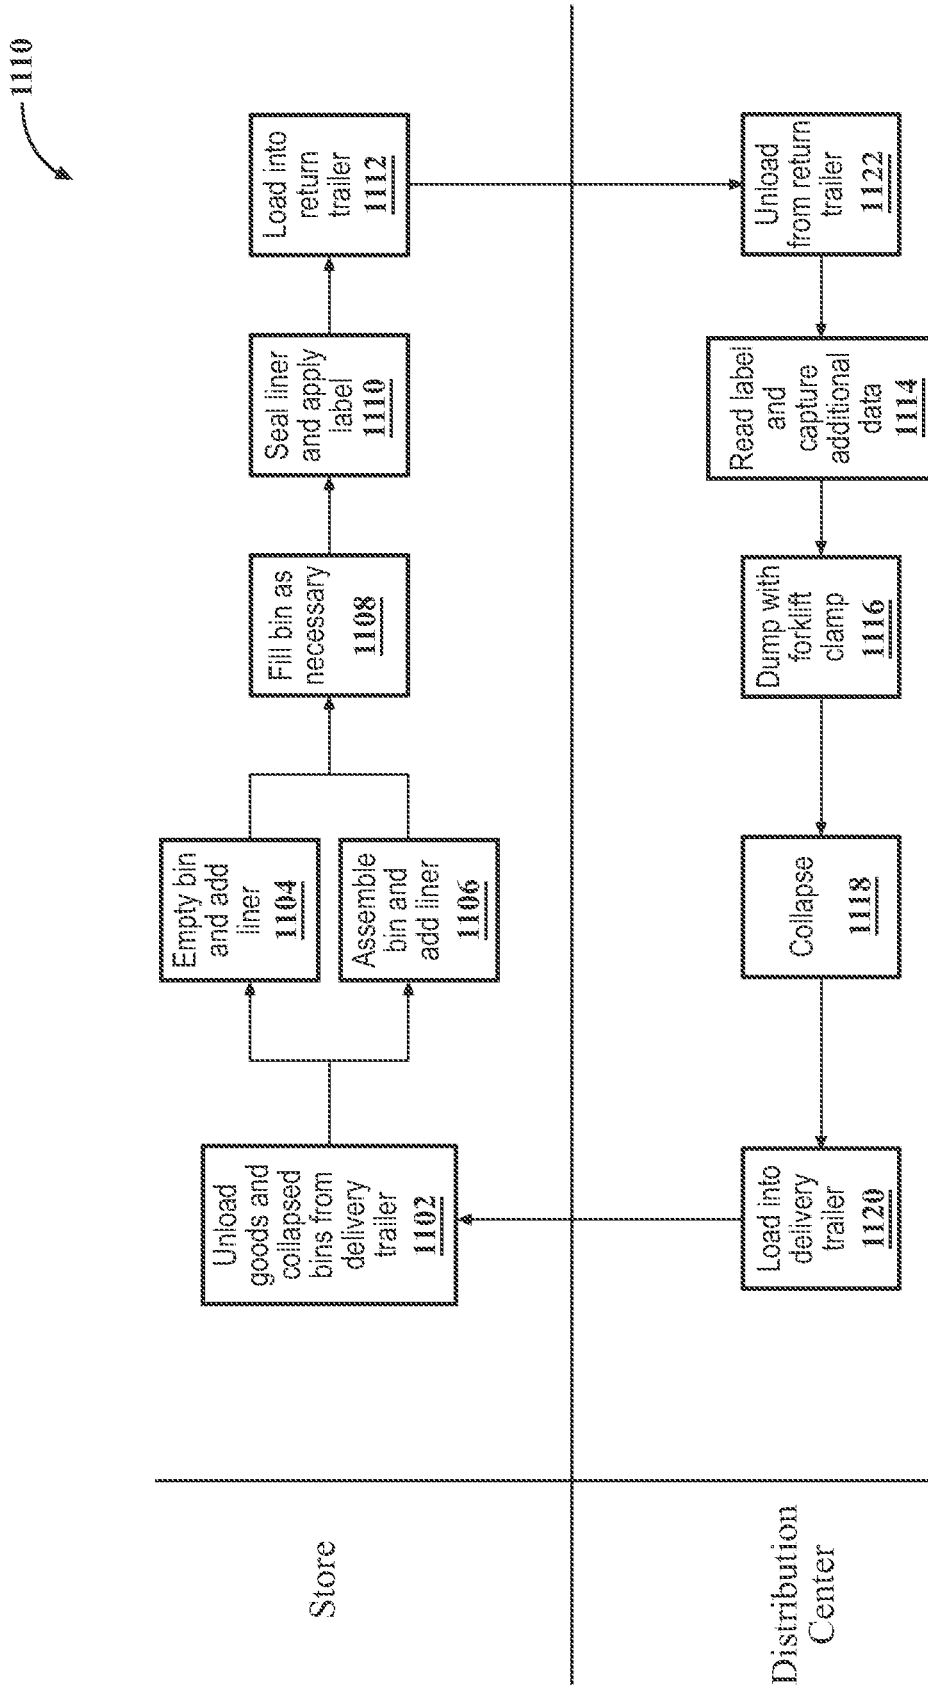 1110
Store
Unload
goods and
collapsed
bins from
delivery
trailer
1102
Empty bin
and add
liner
1104
Assemble
bin and
add liner
1106
Fill bin as
necessary
1108
Seal liner
and apply
label
1110
Load into
return
trailer
1112
Distribution
Center
Load into
delivery
trailer
1120
Collapse
1118
Dump with
forklift
clamp
1116
Read label
and
capture
additional
data
1114
Unload
from return
trailer
1122